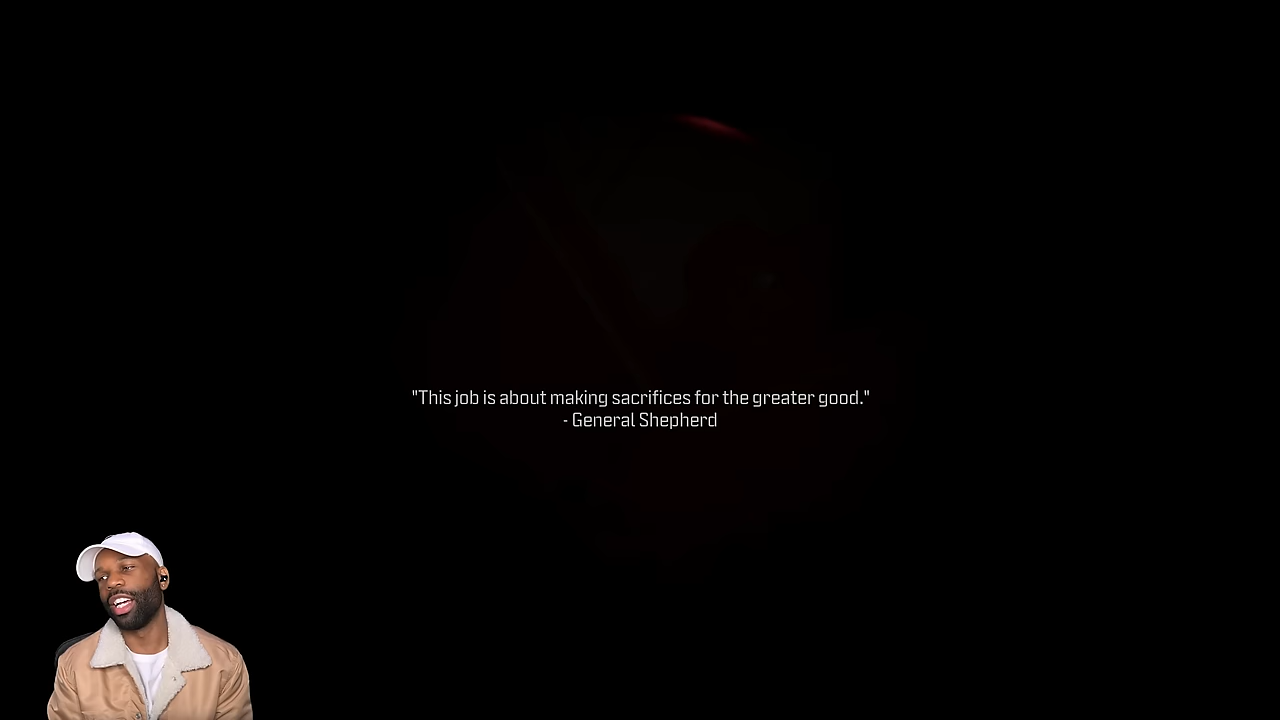 "This job is about making sacrifices for the greater good."
- General Shepherd